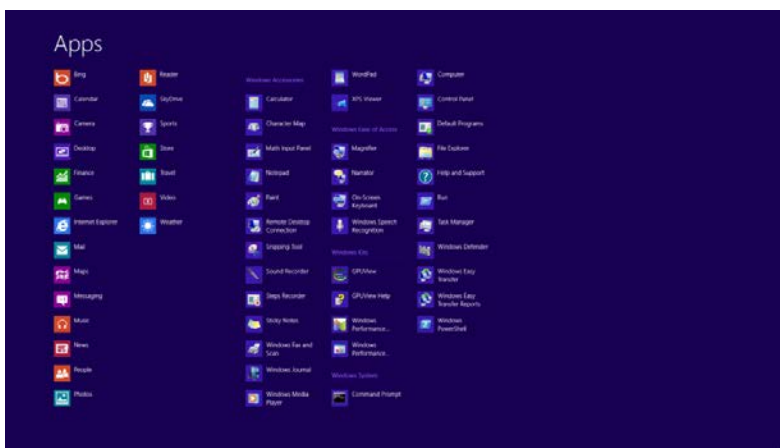 Apps
Bing
Calendar
Camera
Desktop
Finance
Games
Internet Explorer
Mail
Maps
Messaging
Music
News
People
Photos
Reader
SkyDrive
Sports
Store
Travel
Video
Weather
Windows Accessories
Calculator
Character Map
Math Input Panel
Notepad
Paint
Remote Desktop
Connection
Snipping Tool
Sound Recorder
Steps Recorder
Sticky Notes
Windows Fax and
Scan
Windows Journal
Windows Media
Player
WordPad
XPS Viewer
Windows Ease of Access
Magnifier
Narrator
On-Screen
Keyboard
Windows Speech
Recognition
Windows Kits
GPUView
GPUView Help
Windows
Performance...
Windows
Performance...
Windows System
Command Prompt
Computer
Control Panel
Default Programs
File Explorer
Help and Support
Run
Task Manager
Windows Defender
Windows Easy
Transfer
Windows Easy
Transfer Reports
Windows
PowerShell